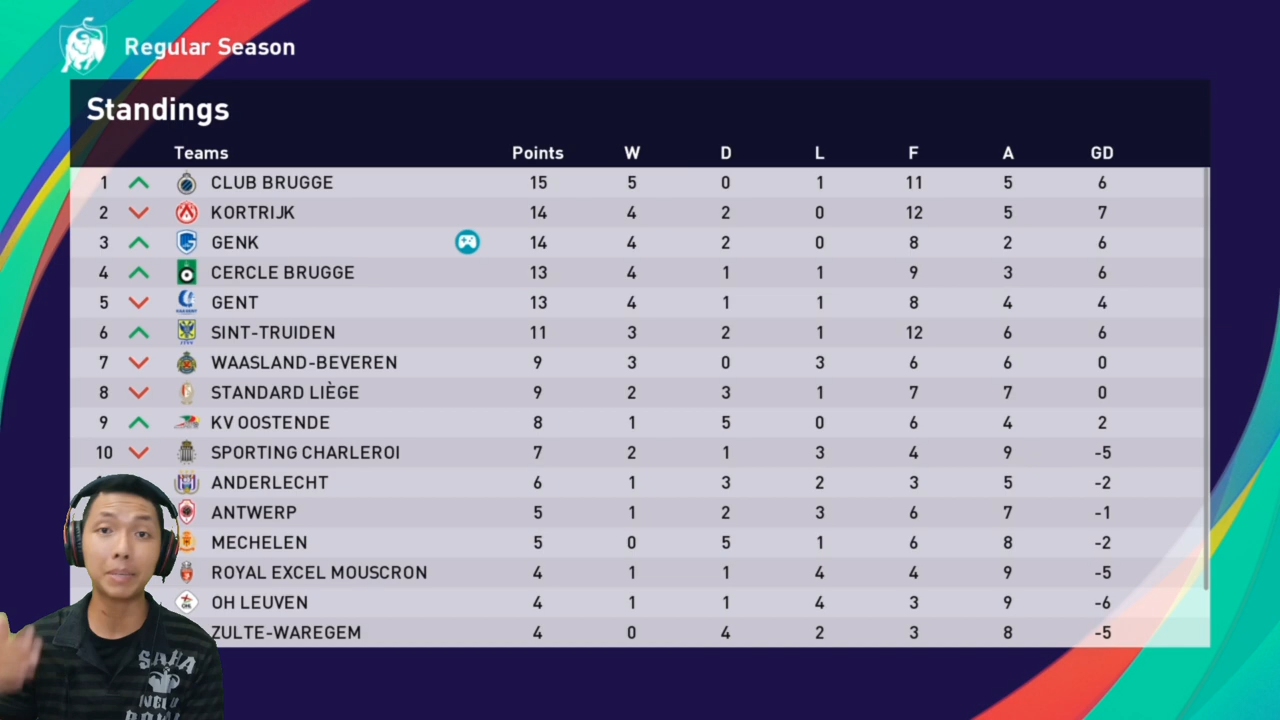 Regular Season
Standings
Teams Points W D L F A GD
1 CLUB BRUGGE 15 5 0 1 11 5 6
2 KORTRIJK 14 4 2 0 12 5 7
3 GENK 14 4 2 0 8 2 6
4 CERCLE BRUGGE 13 4 1 1 9 3 6
5 GENT 13 4 1 1 8 4 4
6 SINT-TRUIDEN 11 3 2 1 12 6 6
7 WAASLAND-BEVEREN 9 3 0 3 6 6 0
8 STANDARD LIÈGE 9 2 3 1 7 7 0
9 KV OOSTENDE 8 1 5 0 6 4 2
10 SPORTING CHARLEROI 7 2 1 3 4 9 -5
ANDERLECHT 6 1 3 2 3 5 -2
ANTWERP 5 1 2 3 6 7 -1
MECHELEN 5 0 5 1 6 8 -2
ROYAL EXCEL MOUSCRON 4 1 1 4 4 9 -5
OH LEUVEN 4 1 1 4 3 9 -6
ZULTE-WAREGEM 4 0 4 2 3 8 -5